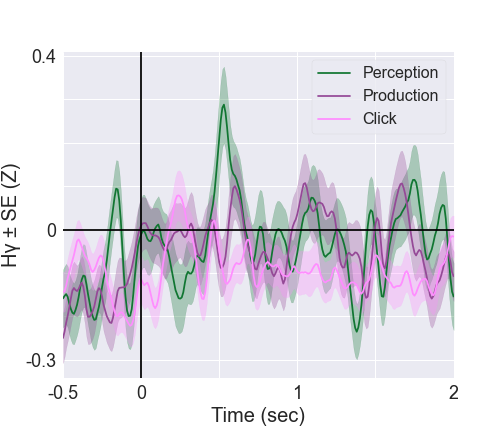 0.4
0
-0.3
Hγ ± SE (Z)
Perception
Production
Click
-0.5 0 1 2
Time (sec)